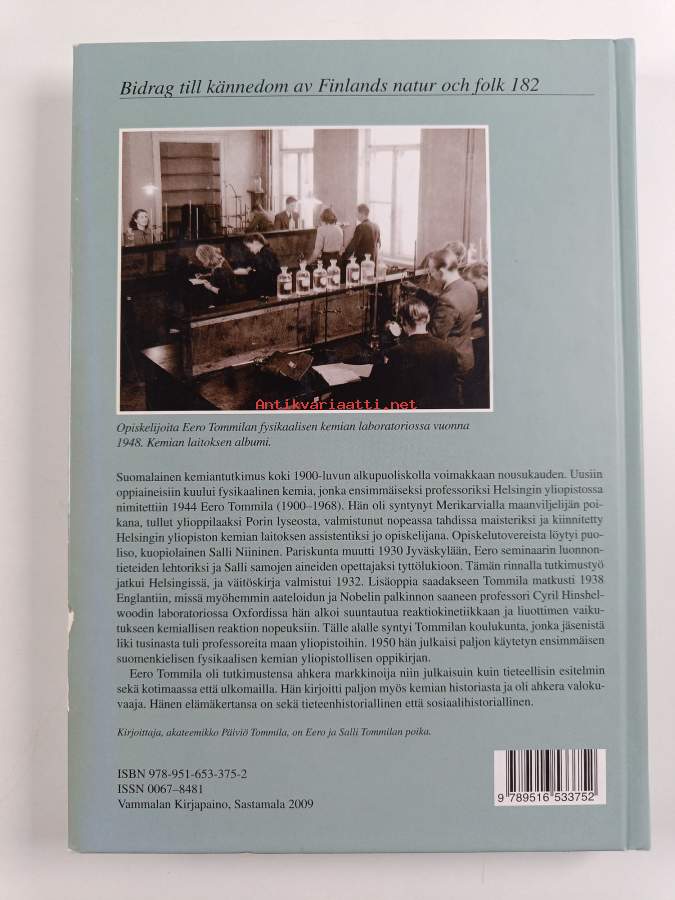 Bidrag till kännedom av Finlands natur och folk 182
Antikvariaatti.net
Opiskelijoita Eero Tommilan fysikaalisen kemian laboratoriossa vuonna
1948. Kemian laitoksen albumi.
Suomalainen kemiantutkimus koki 1900-luvun alkupuoliskolla voimakkaan nousukauden. Uusiin
oppiaineisiin kuului fysikaalinen kemia, jonka ensimmäiseksi professoriksi Helsingin yliopistossa
nimitettiin 1944 Eero Tommila (1900–1968). Hän oli syntynyt Merikarvialla maanviljelijän poi-
kana, tullut ylioppilaaksi Porin lyseosta, valmistunut nopeassa tahdissa maisteriksi ja kiinnitetty
Helsingin yliopiston kemian laitoksen assistentiksi jo opiskelijana. Opiskelutovereista löytyi puo-
liso, kuopiolainen Salli Niininen. Pariskunta muutti 1930 Jyväskylään, Eero seminaarin luonnon-
tieteiden lehtoriksi ja Salli samojen aineiden opettajaksi tyttölukioon. Tämän rinnalla tutkimustyö
jatkui Helsingissä, ja väitöskirja valmistui 1932. Lisäoppia saadakseen Tommila matkusti 1938
Englantiin, missä myöhemmin aateloidun ja Nobelin palkinnon saaneen professori Cyril Hinshel-
woodin laboratoriossa Oxfordissa hän alkoi suuntautua reaktiokinetiikkaan ja liuottimen vaiku-
tukseen kemiallisen reaktion nopeuksiin. Tälle alalle syntyi Tommilan koulukunta, jonka jäsenistä
liki tusinasta tuli professoreita maan yliopistoihin. 1950 hän julkaisi paljon käytetyn ensimmäisen
suomenkielisen fysikaalisen kemian yliopistollisen oppikirjan.
Eero Tommila oli tutkimustensa ahkera markkinoija niin julkaisuin kuin tieteellisin esitelmin
sekä kotimaassa että ulkomailla. Hän kirjoitti paljon myös kemian historiasta ja oli ahkera valoku-
vaaja. Hänen elämäkertansa on sekä tieteenhistoriallinen että sosiaalihistoriallinen.
Kirjoittaja, akateemikko Päiviö Tommila, on Eero ja Salli Tommilan poika.
ISBN 978-951-653-375-2
ISSN 0067–8481
Vammalan Kirjapaino, Sastamala 2009
9 789516 533752